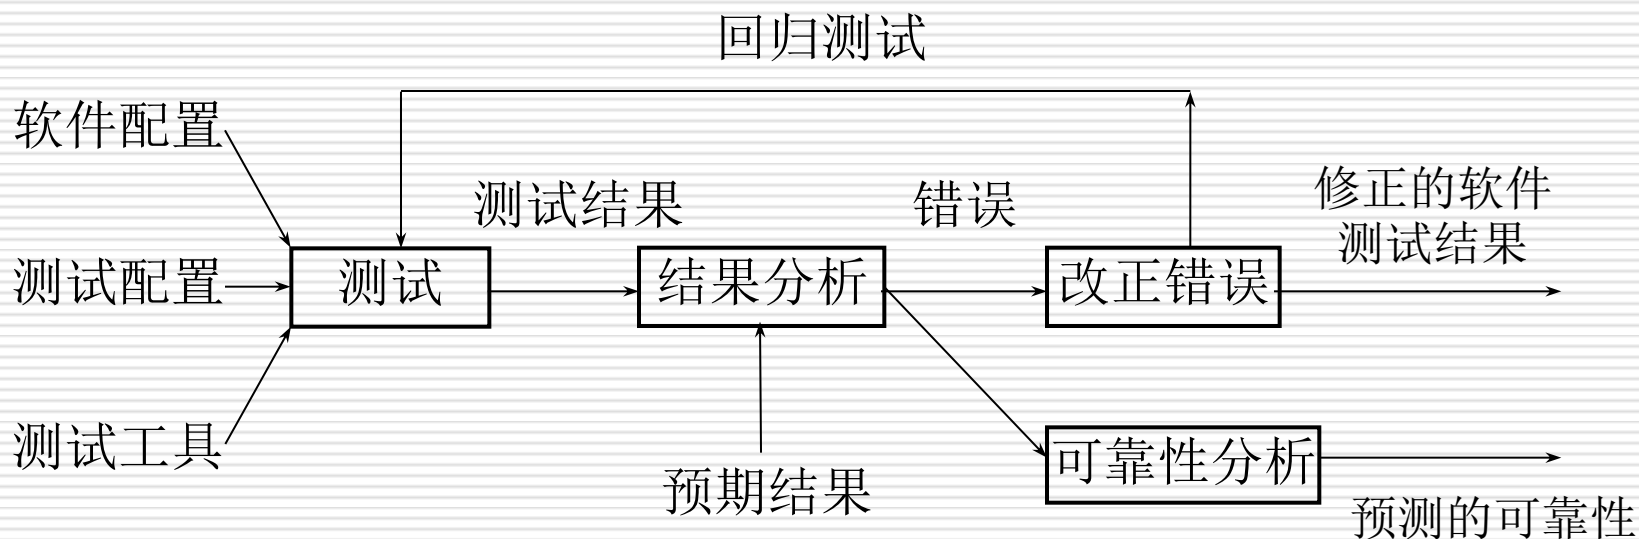 回归测试
软件配置
测试结果
错误
修正的软件
测试结果
测试配置
测试
结果分析
改正错误
测试工具
预期结果
可靠性分析
预测的可靠性